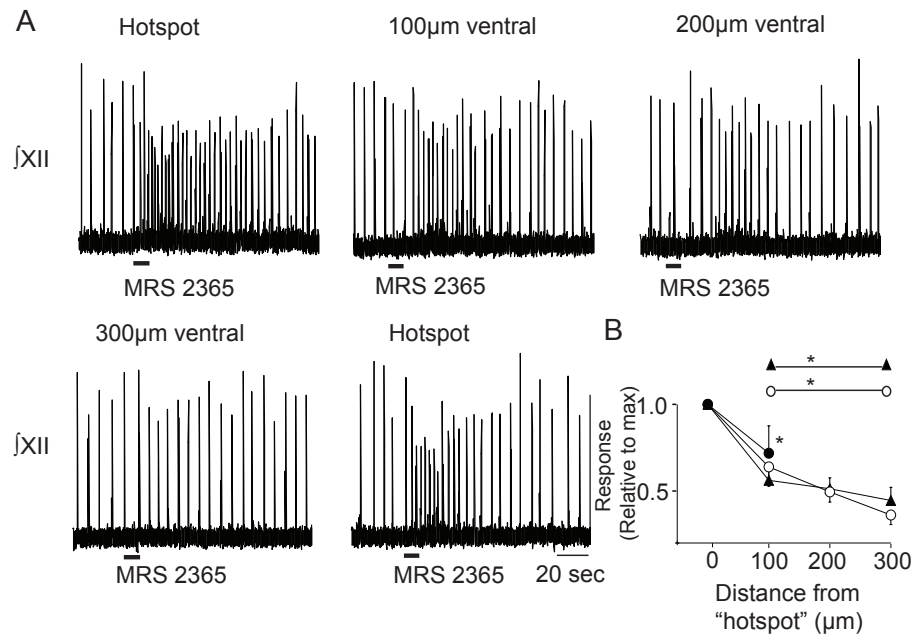 A
Hotspot
100µm ventral
200µm ventral
∫XII
MRS 2365
MRS 2365
MRS 2365
300µm ventral
Hotspot
∫XII
MRS 2365
MRS 2365
20 sec
B
*
*
1.0
*
0.5
Response
(Relative to max)
0 100 200 300
Distance from
“hotspot” (µm)